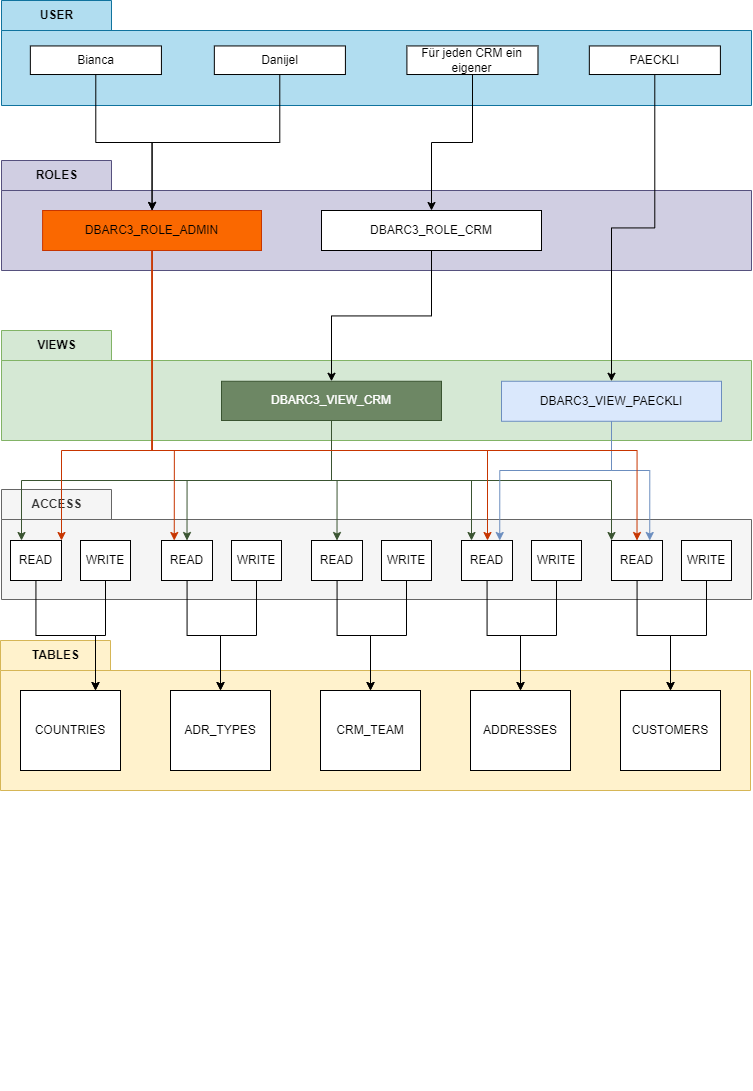 USER
Bianca
Danijel
Für jeden CRM ein
eigener
PAECKLI
ROLES
DBARC3_ROLE_ADMIN
DBARC3_ROLE_CRM
VIEWS
DBARC3_VIEW_CRM
DBARC3_VIEW_PAECKLI
ACCESS
READ
WRITE
READ
WRITE
READ
WRITE
READ
WRITE
READ
WRITE
TABLES
COUNTRIES
ADR_TYPES
CRM_TEAM
ADDRESSES
CUSTOMERS